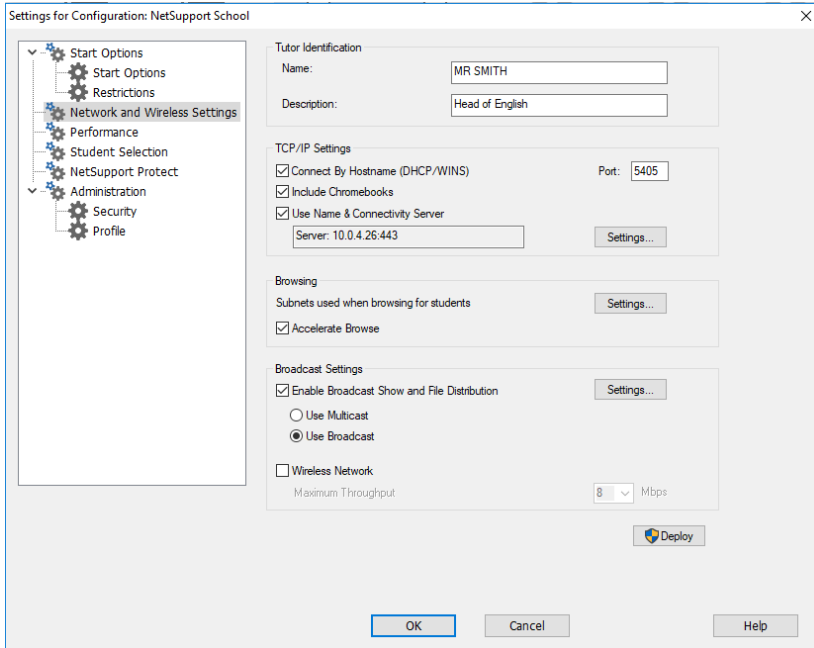 Settings for Configuration: NetSupport School
Start Options
Start Options
Restrictions
Network and Wireless Settings
Performance
Student Selection
NetSupport Protect
Administration
Security
Profile
Tutor Identification
Name: MR SMITH
Description: Head of English
TCP/IP Settings
Connect By Hostname (DHCP/WINS) Port: 5405
Include Chromebooks
Use Name & Connectivity Server
Server: 10.0.4.26:443 Settings...
Browsing
Subnets used when browsing for students Settings...
Accelerate Browse
Broadcast Settings
Enable Broadcast Show and File Distribution Settings...
Use Multicast
Use Broadcast
Wireless Network
Maximum Throughput 8 Mbps
Deploy
OK Cancel Help